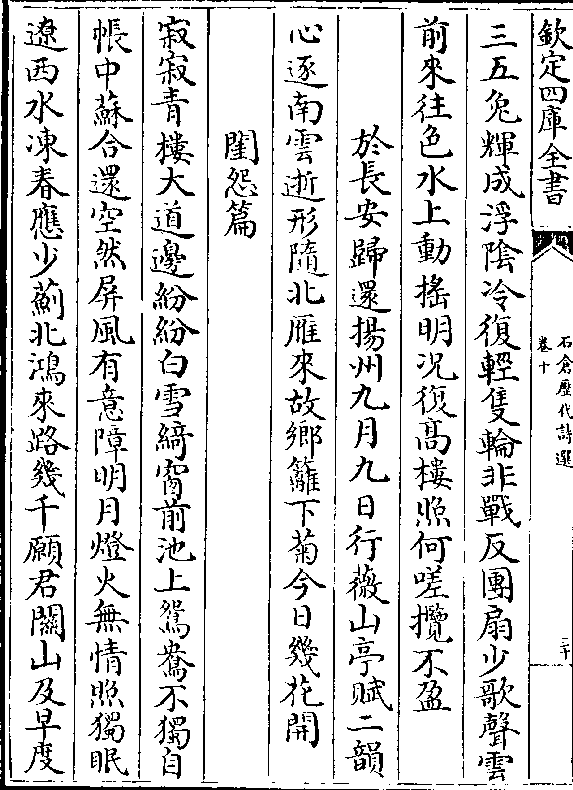 欽定四庫全書
石倉歷代詩選
卷十
二十
三五兔輝成浮陰冷復輕隻輪非戰反團扇少歌聲雲
前來往色水上動搖明况復高樓照何嗟攬不盈
於長安歸還揚州九月九日行薇山亭賦二韻
心逐南雲逝形隨北雁來故鄉籬下菊今日幾花開
閨怨篇
寂寂青樓大道邊紛紛白雪綺窗前池上鴛鴦不獨自
帳中蘇合還空然屏風有意障明月燈火無情照獨眠
遼西水凍春應少薊北鴻來路幾千願君關山及早度